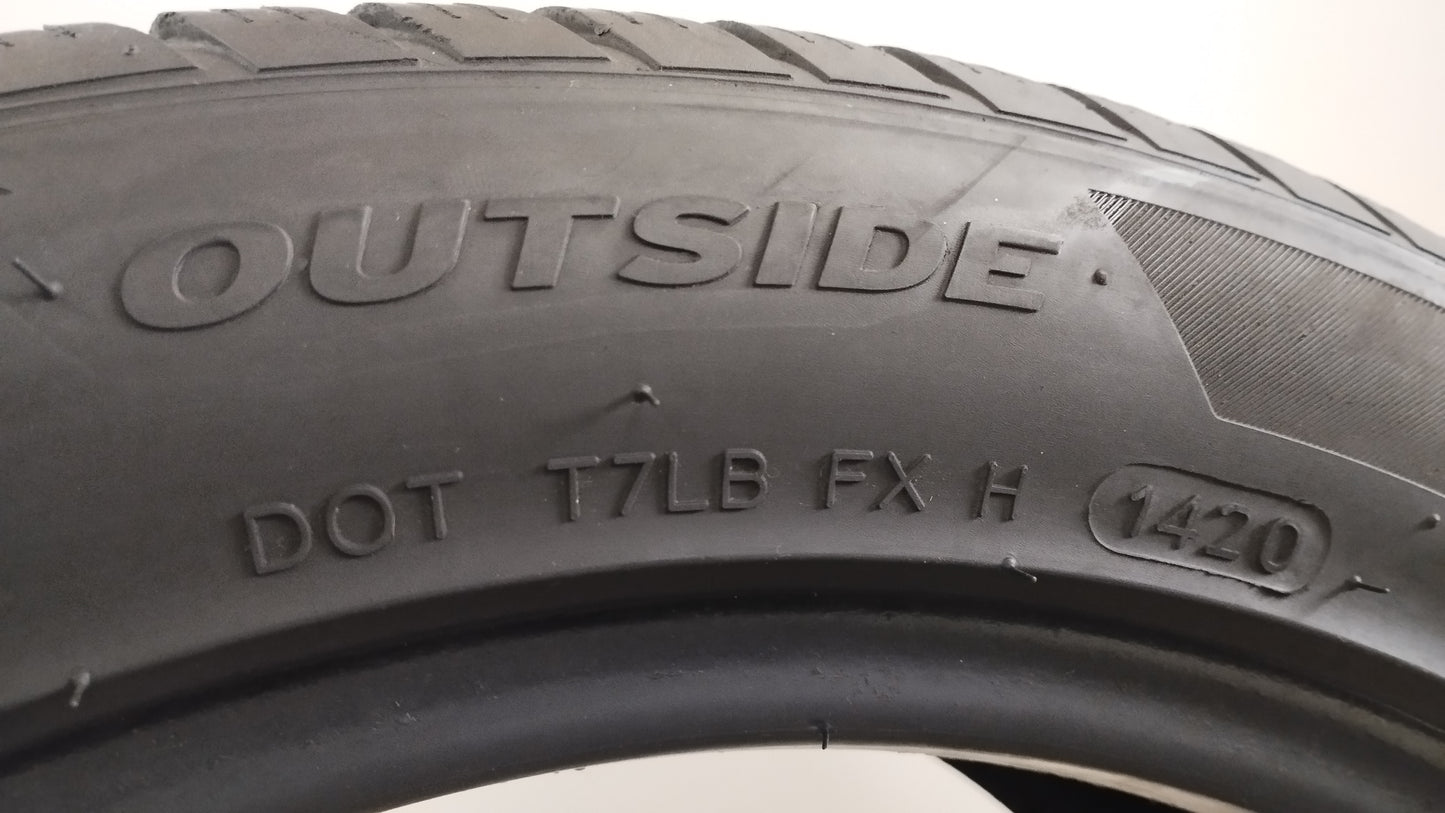 OUTSIDE
DOT T7LB FX H 1420